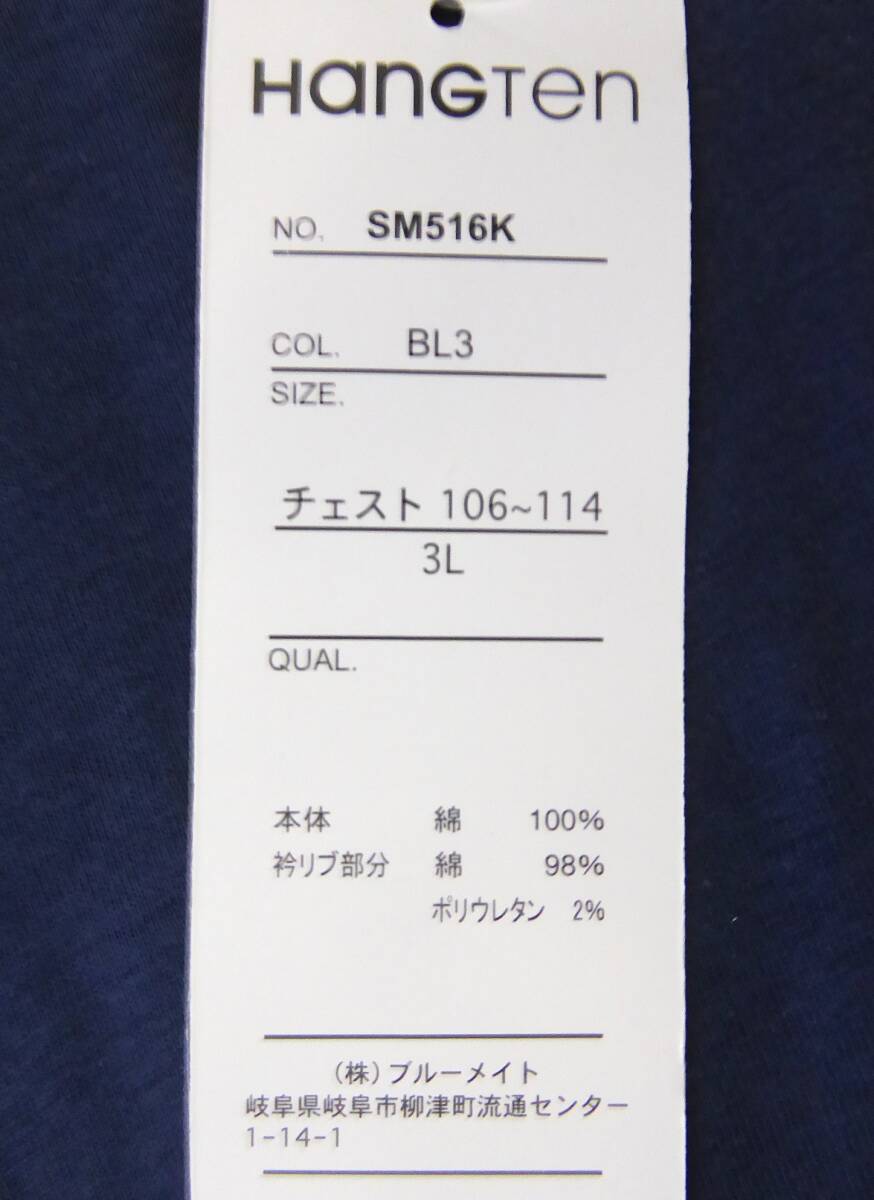 HANGTen
NO. SM516K
COL. BL3
SIZE.
チェスト 106~114
3L
QUAL.
本体 綿 100%
衿リブ部分 綿 98%
ポリウレタン 2%
(株)ブルーメイト
岐阜県岐阜市柳津町流通センター
1-14-1